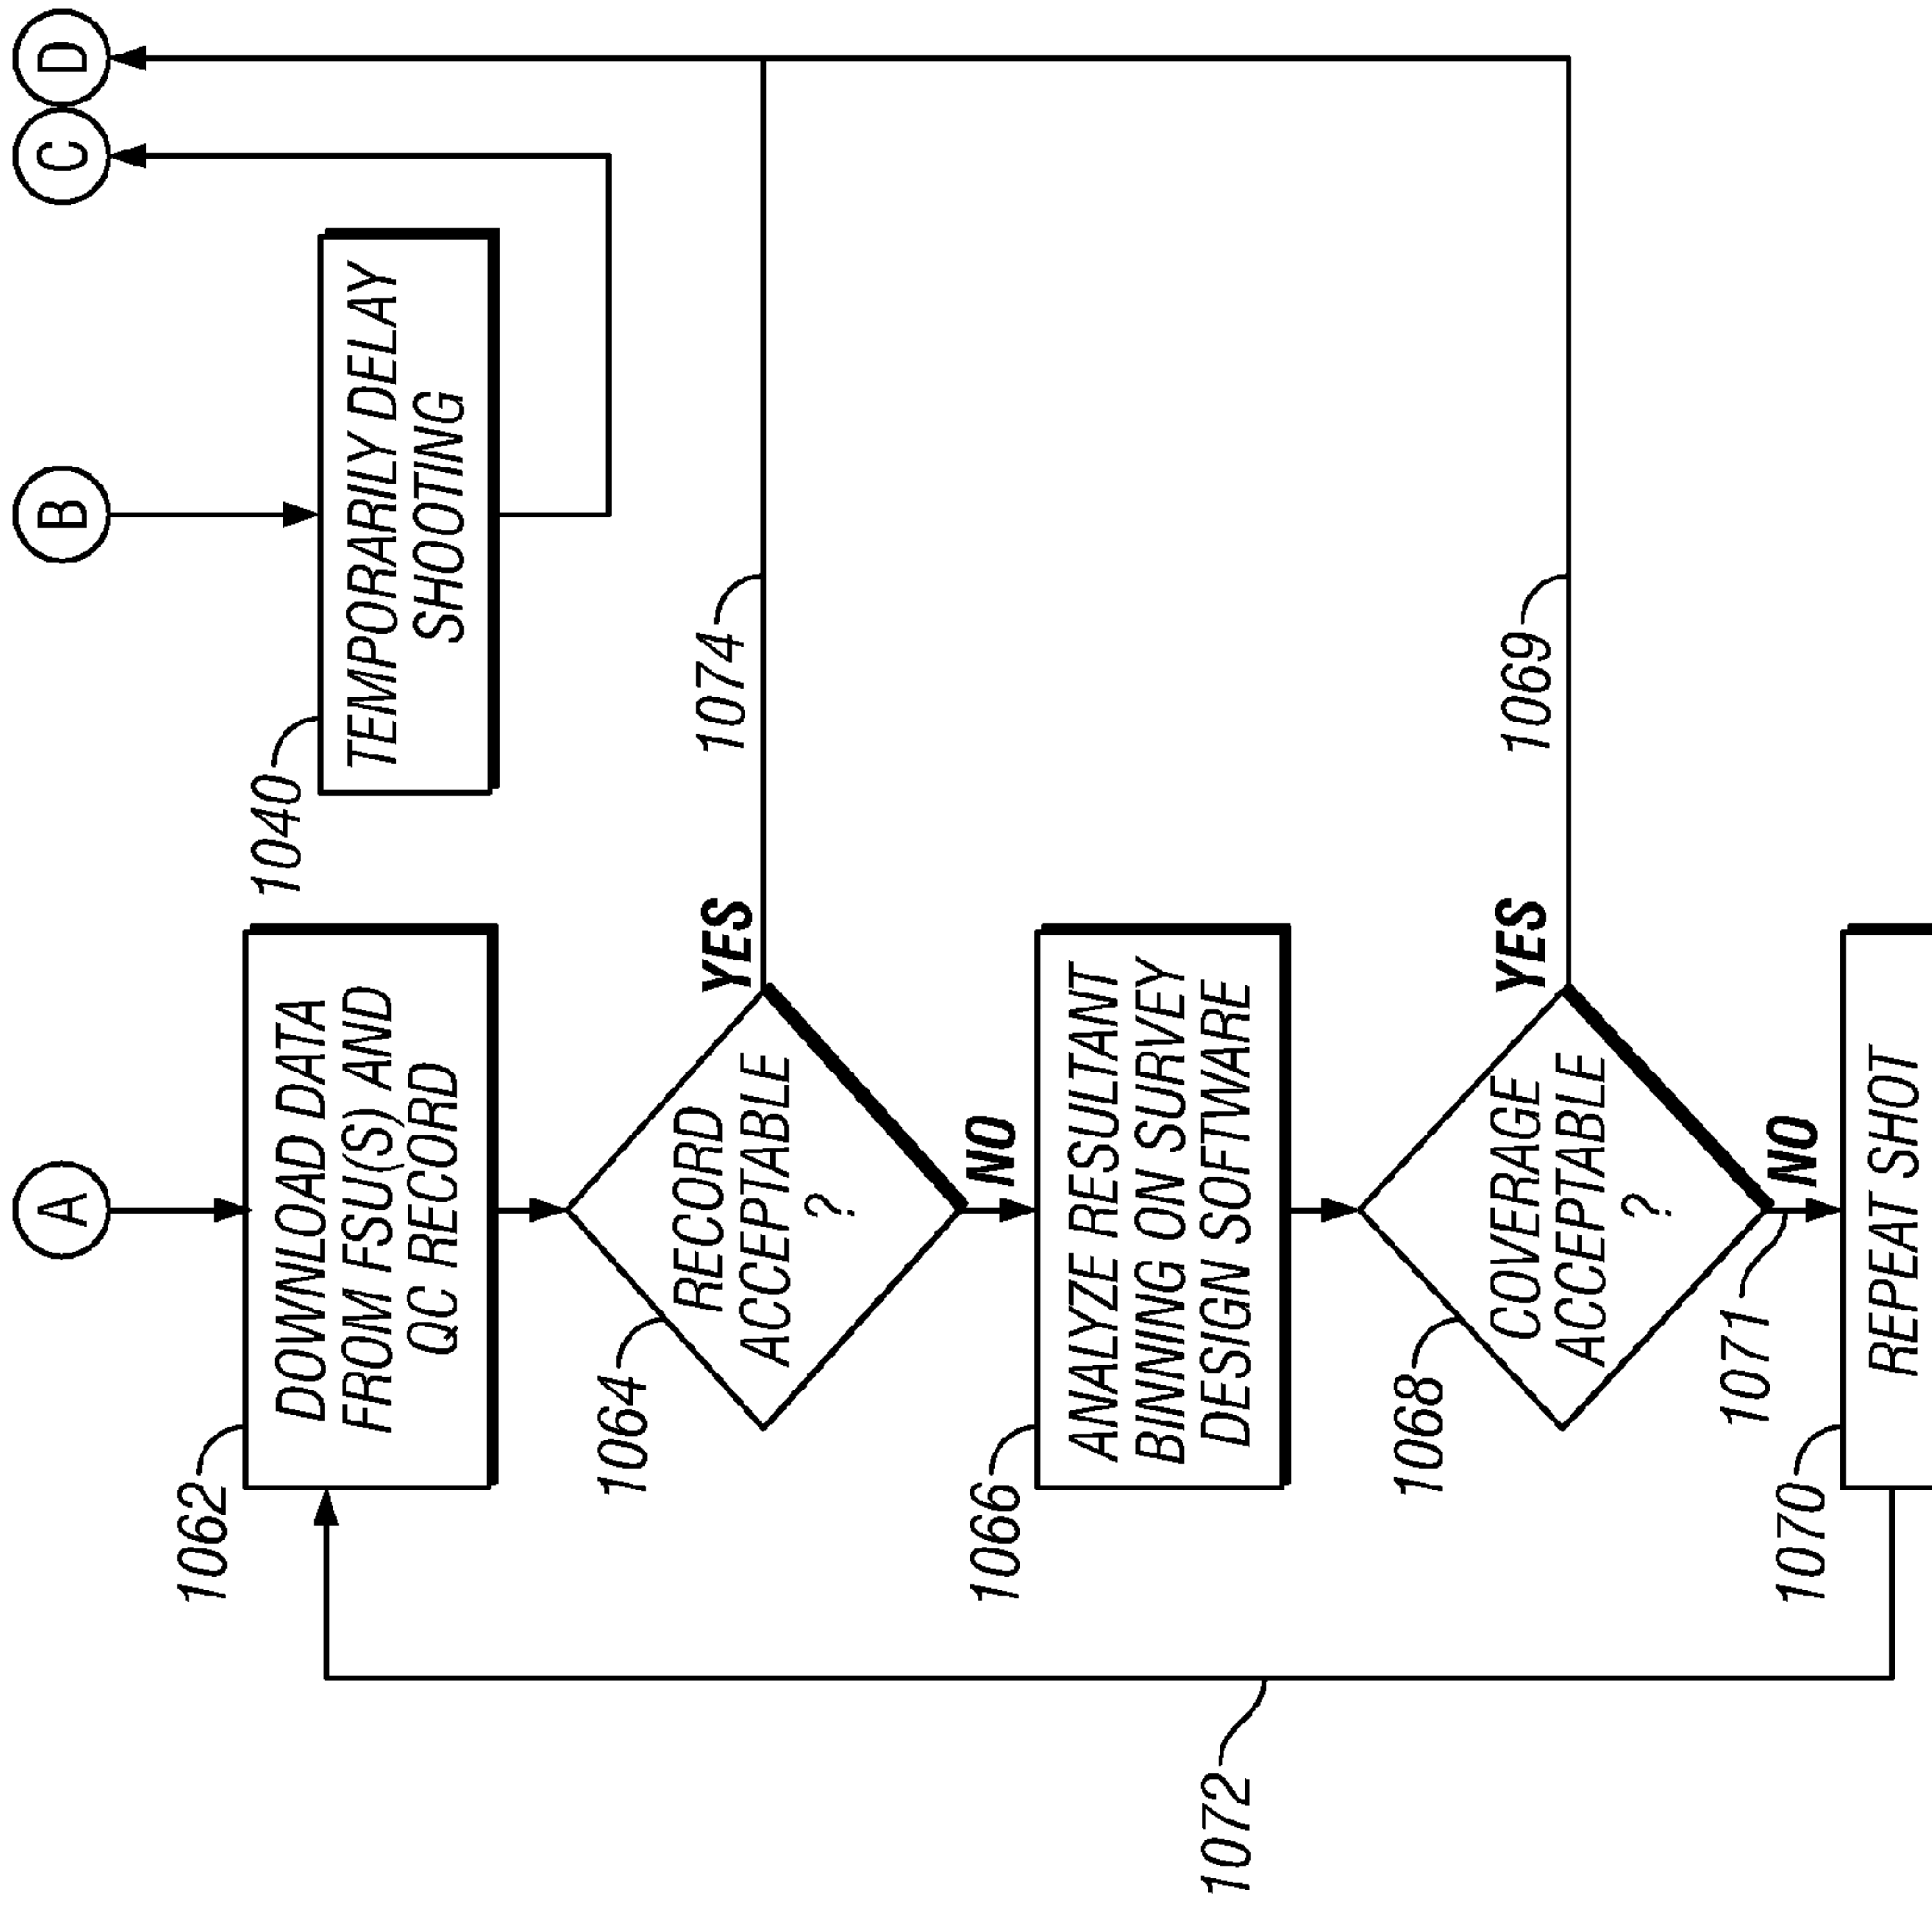 A
B
C
D
1062
DOWNLOAD DATA
FROM FSU(S) AND
QC RECORD
1040
TEMPORARILY DELAY
SHOOTING
1064
RECORD
ACCEPTABLE
?
YES
1074
NO
1066
ANALYZE RESULTANT
BINNING ON SURVEY
DESIGN SOFTWARE
1068
COVERAGE
ACCEPTABLE
?
YES
1069
NO
1071
1070
REPEAT SHOT
1072